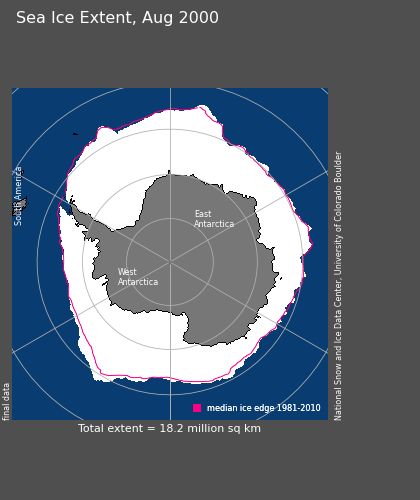 Sea Ice Extent, Aug 2000
South America
East
Antarctica
West
Antarctica
National Snow and Ice Data Center, University of Colorado Boulder
final data
median ice edge 1981-2010
Total extent = 18.2 million sq km